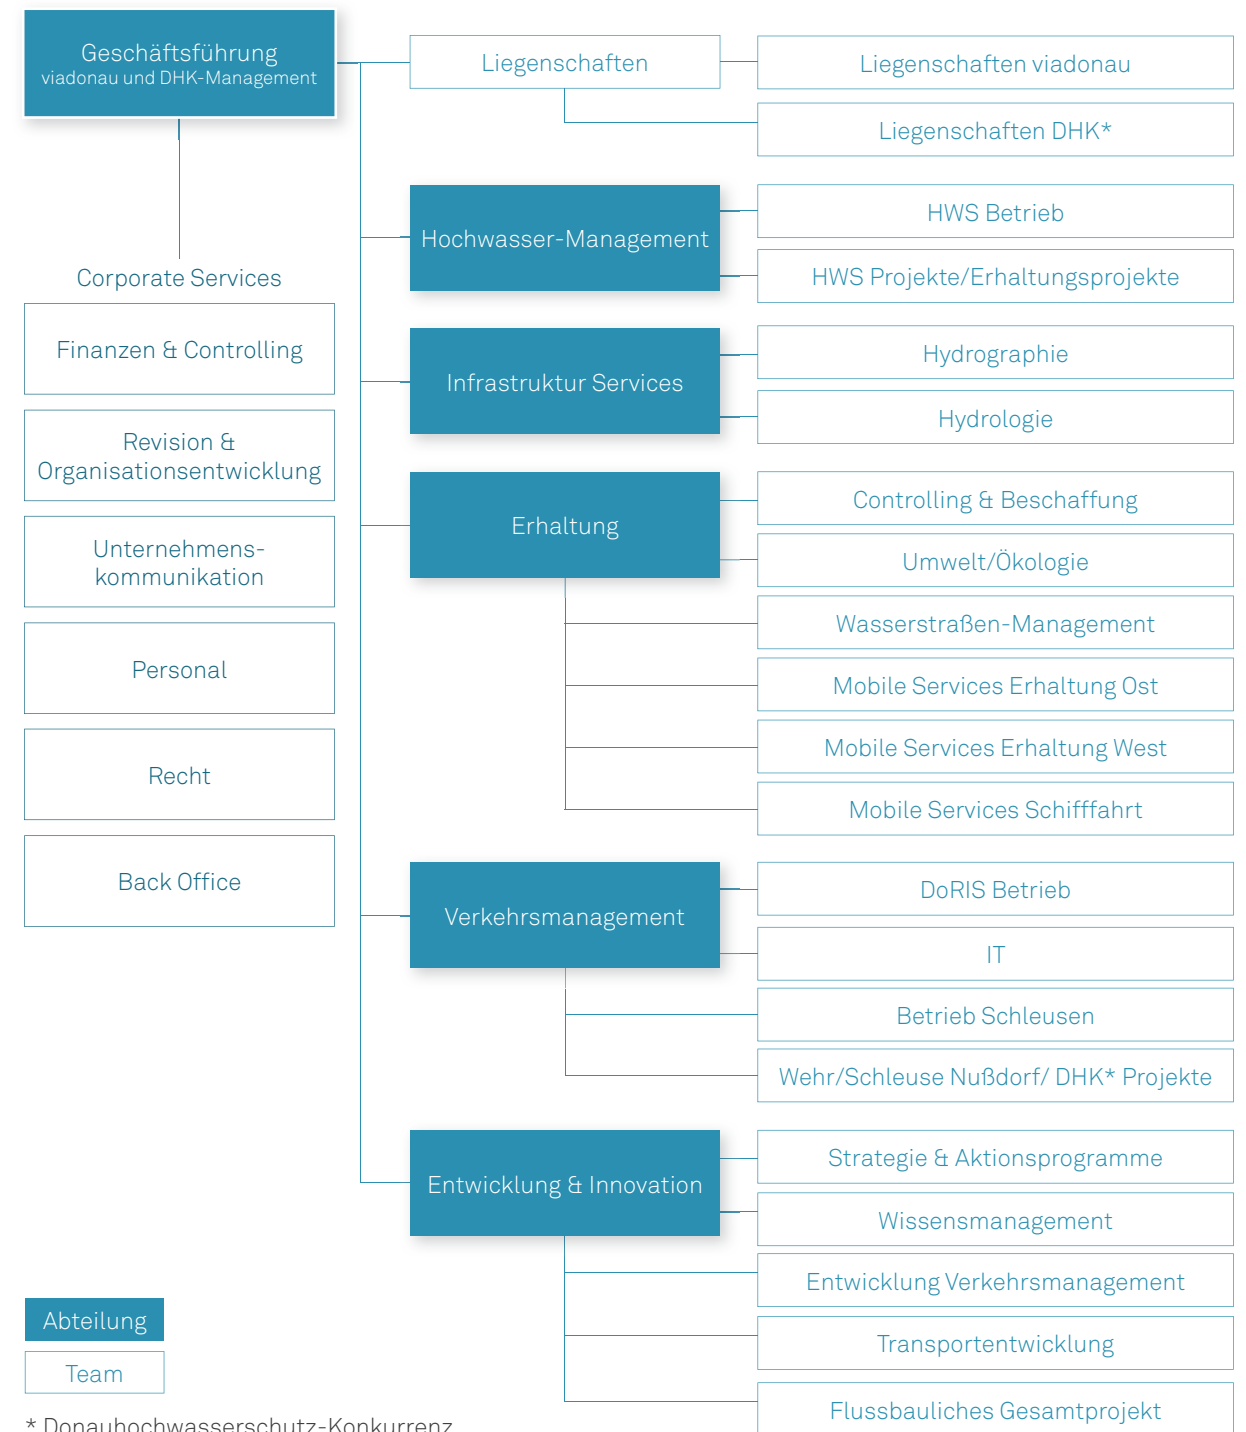 Geschäftsführung
viadonau und DHK-Management
Corporate Services
Finanzen & Controlling
Revision &
Organisationsentwicklung
Unternehmens-
kommunikation
Personal
Recht
Back Office
Liegenschaften
Liegenschaften viadonau
Liegenschaften DHK*
Hochwasser-Management
HWS Betrieb
HWS Projekte/Erhaltungsprojekte
Infrastruktur Services
Hydrographie
Hydrologie
Erhaltung
Controlling & Beschaffung
Umwelt/Ökologie
Wasserstraßen-Management
Mobile Services Erhaltung Ost
Mobile Services Erhaltung West
Mobile Services Schifffahrt
Verkehrsmanagement
DoRIS Betrieb
IT
Betrieb Schleusen
Wehr/Schleuse Nußdorf/ DHK* Projekte
Entwicklung & Innovation
Strategie & Aktionsprogramme
Wissensmanagement
Entwicklung Verkehrsmanagement
Transportentwicklung
Flussbauliches Gesamtprojekt
Abteilung
Team
* Donauhochwasserschutz-Konkurrenz